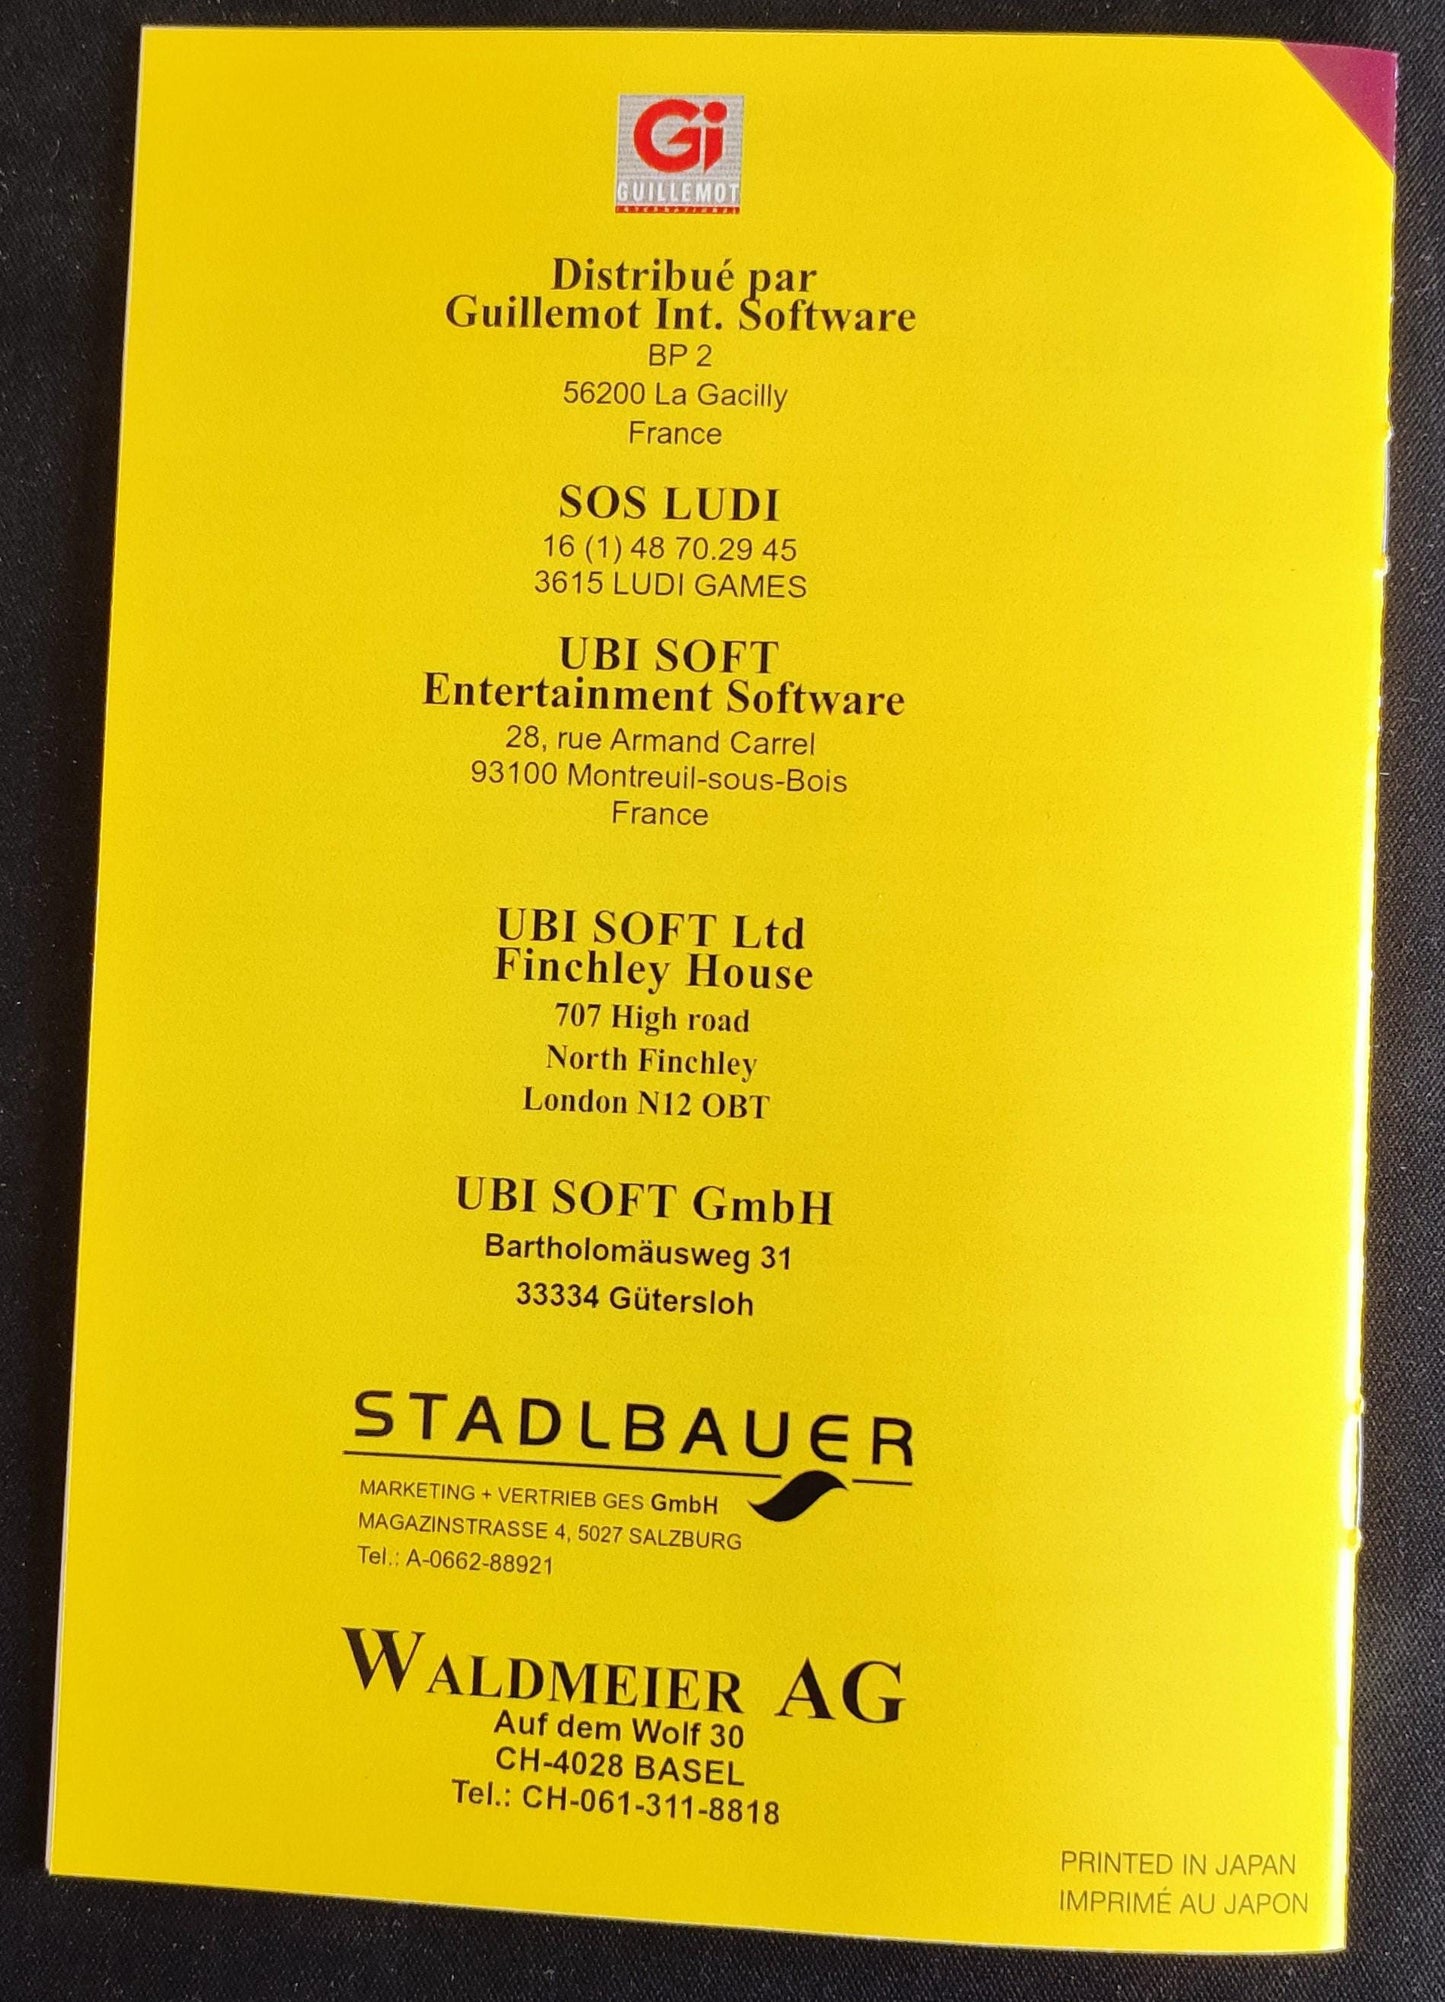 Gi
GUILLEMOT
INTERNATIONAL
Distribué par
Guillemot Int. Software
BP 2
56200 La Gacilly
France
SOS LUDI
16 (1) 48 70.29 45
3615 LUDI GAMES
UBI SOFT
Entertainment Software
28, rue Armand Carrel
93100 Montreuil-sous-Bois
France
UBI SOFT Ltd
Finchley House
707 High road
North Finchley
London N12 OBT
UBI SOFT GmbH
Bartholomäusweg 31
33334 Gütersloh
STADLBAUER
MARKETING + VERTRIEB GES GmbH
MAGAZINSTRASSE 4, 5027 SALZBURG
Tel.: A-0662-88921
WALDMEIER AG
Auf dem Wolf 30
CH-4028 BASEL
Tel.: CH-061-311-8818
PRINTED IN JAPAN
IMPRIMÉ AU JAPON